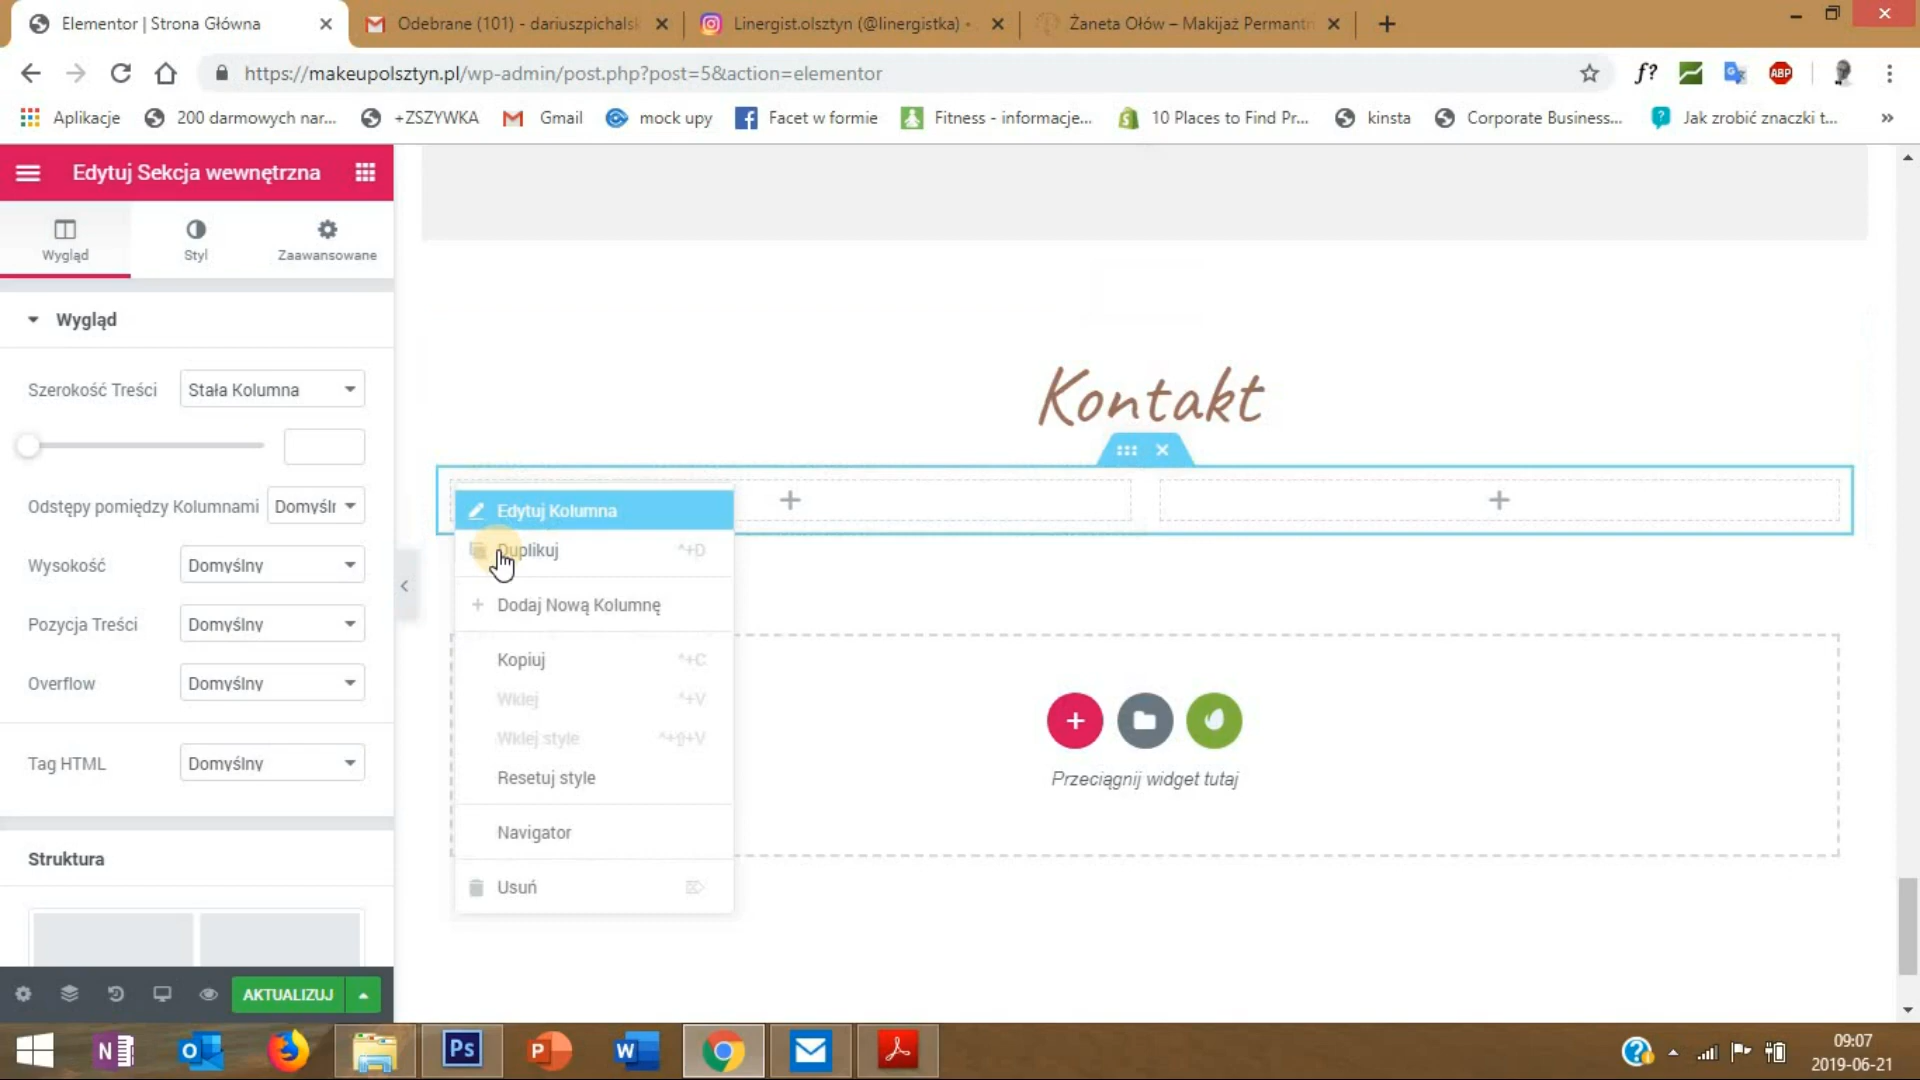 Elementor | Strona Główna
Odebrane (101) - dariuszpichalsk
Linergist.olsztyn (@linergistka) •
Żaneta Ołów – Makijaż Permantn
https://makeupolsztyn.pl/wp-admin/post.php?post=5&action=elementor
f?
ABP
Aplikacje
200 darmowych nar...
+ZSZYWKA
Gmail
mock upy
Facet w formie
Fitness - informacje...
10 Places to Find Pr...
kinsta
Corporate Business...
Jak zrobić znaczki t...
»
Edytuj Sekcja wewnętrzna
Wygląd
Styl
Zaawansowane
Wygląd
Szerokość Treści
Stała Kolumna
Odstępy pomiędzy Kolumnami
Domyślr
Wysokość
Domyślny
Pozycja Treści
Domyślny
Overflow
Domyślny
Tag HTML
Domyślny
Struktura
AKTUALIZUJ
Kontakt
Edytuj Kolumna
Duplikuj ^+D
Dodaj Nową Kolumnę
Kopiuj ^+C
Wklej ^+V
Wklej style ^+⇧+V
Resetuj style
Navigator
Usuń ⌦
Przeciągnij widget tutaj
09:07
2019-06-21